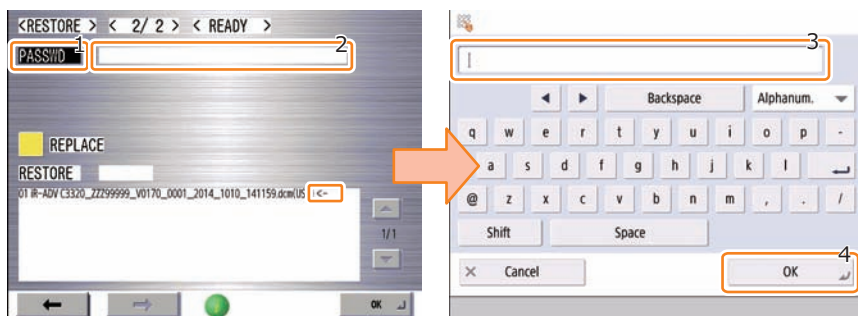 <RESTORE > < 2/ 2 > < READY >
PASSWD 1 2
REPLACE
RESTORE
01 iR-ADV C3320_ZZZ99999_V0170_0001_2014_1010_141159.dcm(US |<-
1/1
OK
3
Backspace Alphanum.
q w e r t y u i o p -
a s d f g h j k l
@ z x c v b n m , . /
Shift Space
× Cancel OK 4